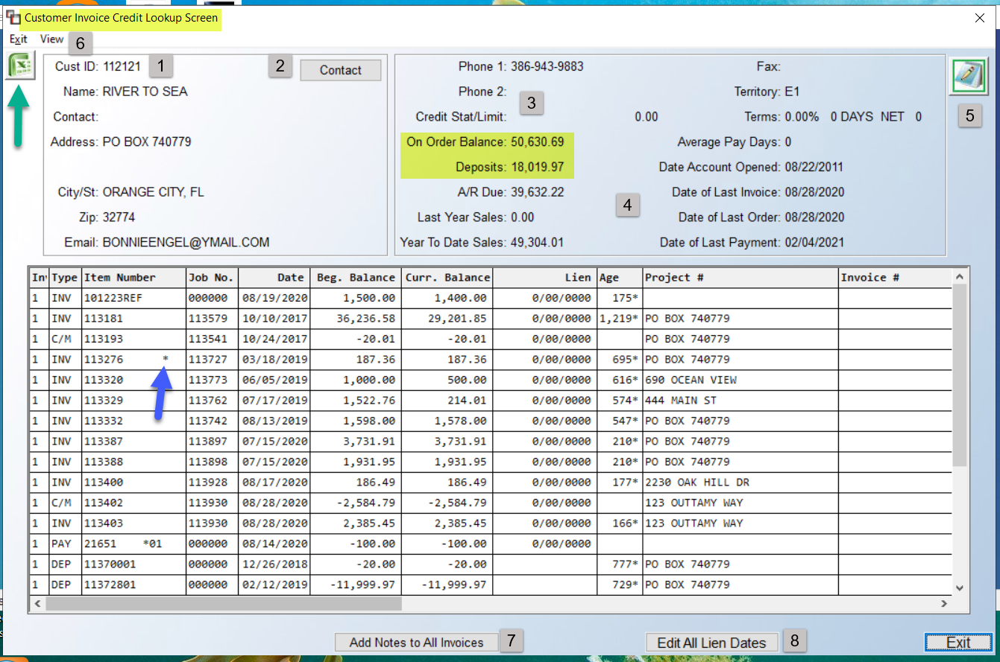 Customer Invoice Credit Lookup Screen
Exit View 6
Cust ID: 112121 1 2 Contact
Name: RIVER TO SEA
Contact:
Address: PO BOX 740779
City/St: ORANGE CITY, FL
Zip: 32774
Email: BONNIEENGEL@YMAIL.COM
Phone 1: 386-943-9883 Fax:
Phone 2: 3 Territory: E1
Credit Stat/Limit: 0.00 Terms: 0.00% 0 DAYS NET 0
On Order Balance: 50,630.69 Average Pay Days: 0
Deposits: 18,019.97 Date Account Opened: 08/22/2011
A/R Due: 39,632.22 4 Date of Last Invoice: 08/28/2020
Last Year Sales: 0.00 Date of Last Order: 08/28/2020
Year To Date Sales: 49,304.01 Date of Last Payment: 02/04/2021
5
Inv Type Item Number Job No. Date Beg. Balance Curr. Balance Lien Age Project # Invoice #
1 INV 101223REF 000000 08/19/2020 1,500.00 1,400.00 0/00/0000 175*
1 INV 113181 113579 10/10/2017 36,236.58 29,201.85 0/00/0000 1,219* PO BOX 740779
1 C/M 113193 113541 10/24/2017 -20.01 -20.01 0/00/0000 PO BOX 740779
1 INV 113276 * 113727 03/18/2019 187.36 187.36 0/00/0000 695* PO BOX 740779
1 INV 113320 113773 06/05/2019 1,000.00 500.00 0/00/0000 616* 690 OCEAN VIEW
1 INV 113329 113762 07/17/2019 1,522.76 214.01 0/00/0000 574* 444 MAIN ST
1 INV 113332 113742 08/13/2019 1,598.00 1,578.00 0/00/0000 547* PO BOX 740779
1 INV 113387 113897 07/15/2020 3,731.91 3,731.91 0/00/0000 210* PO BOX 740779
1 INV 113388 113898 07/15/2020 1,931.95 1,931.95 0/00/0000 210* PO BOX 740779
1 INV 113400 113928 08/17/2020 186.49 186.49 0/00/0000 177* 2230 OAK HILL DR
1 C/M 113402 113930 08/28/2020 -2,584.79 -2,584.79 0/00/0000 123 OUTTAMY WAY
1 INV 113403 113930 08/28/2020 2,385.45 2,385.45 0/00/0000 166* 123 OUTTAMY WAY
1 PAY 21651 *01 000000 08/14/2020 -100.00 -100.00 0/00/0000
1 DEP 11370001 000000 12/26/2018 -20.00 -20.00 777* PO BOX 740779
1 DEP 11372801 000000 02/12/2019 -11,999.97 -11,999.97 729* PO BOX 740779
Add Notes to All Invoices 7 Edit All Lien Dates 8 Exit